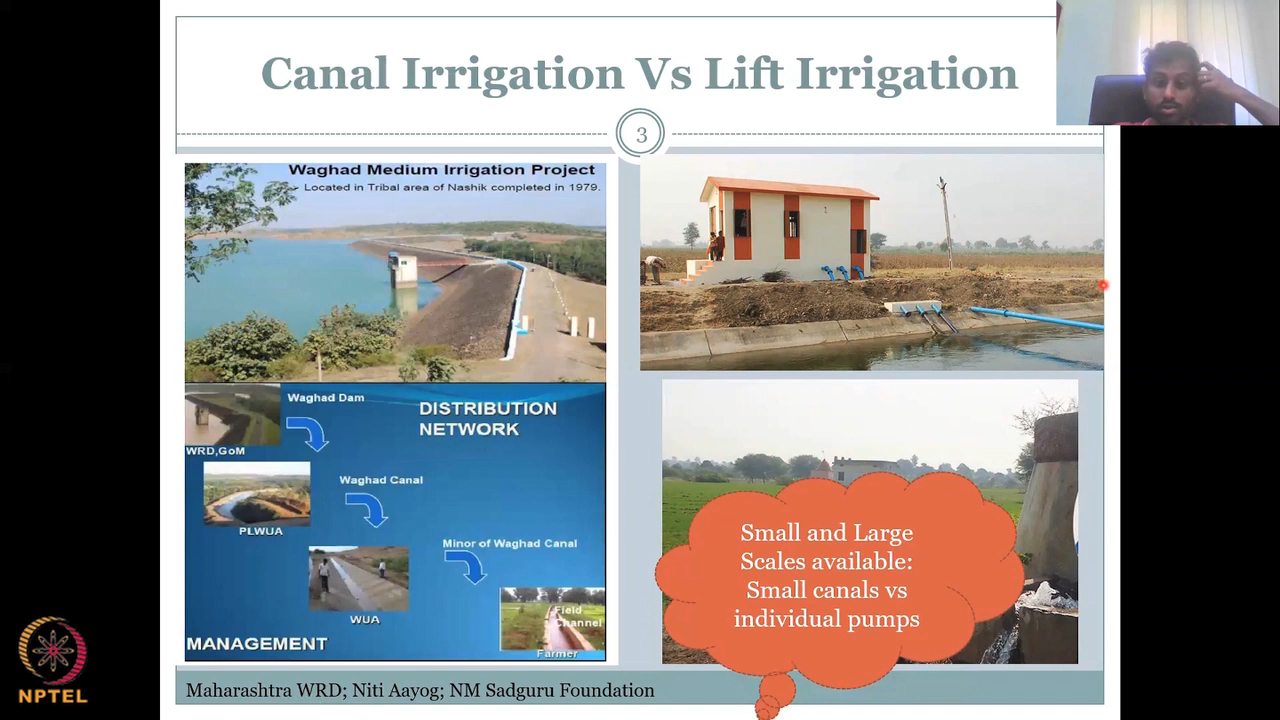 Canal Irrigation Vs Lift Irrigation
3
Waghad Medium Irrigation Project
- Located in Tribal area of Nashik completed in 1979.
Waghad Dam
DISTRIBUTION
NETWORK
WRD,GoM
Waghad Canal
PLWUA
Minor of Waghad Canal
WUA
Field
Channel
MANAGEMENT
Farmer
Small and Large
Scales available:
Small canals vs
individual pumps
Maharashtra WRD; Niti Aayog; NM Sadguru Foundation
NPTEL